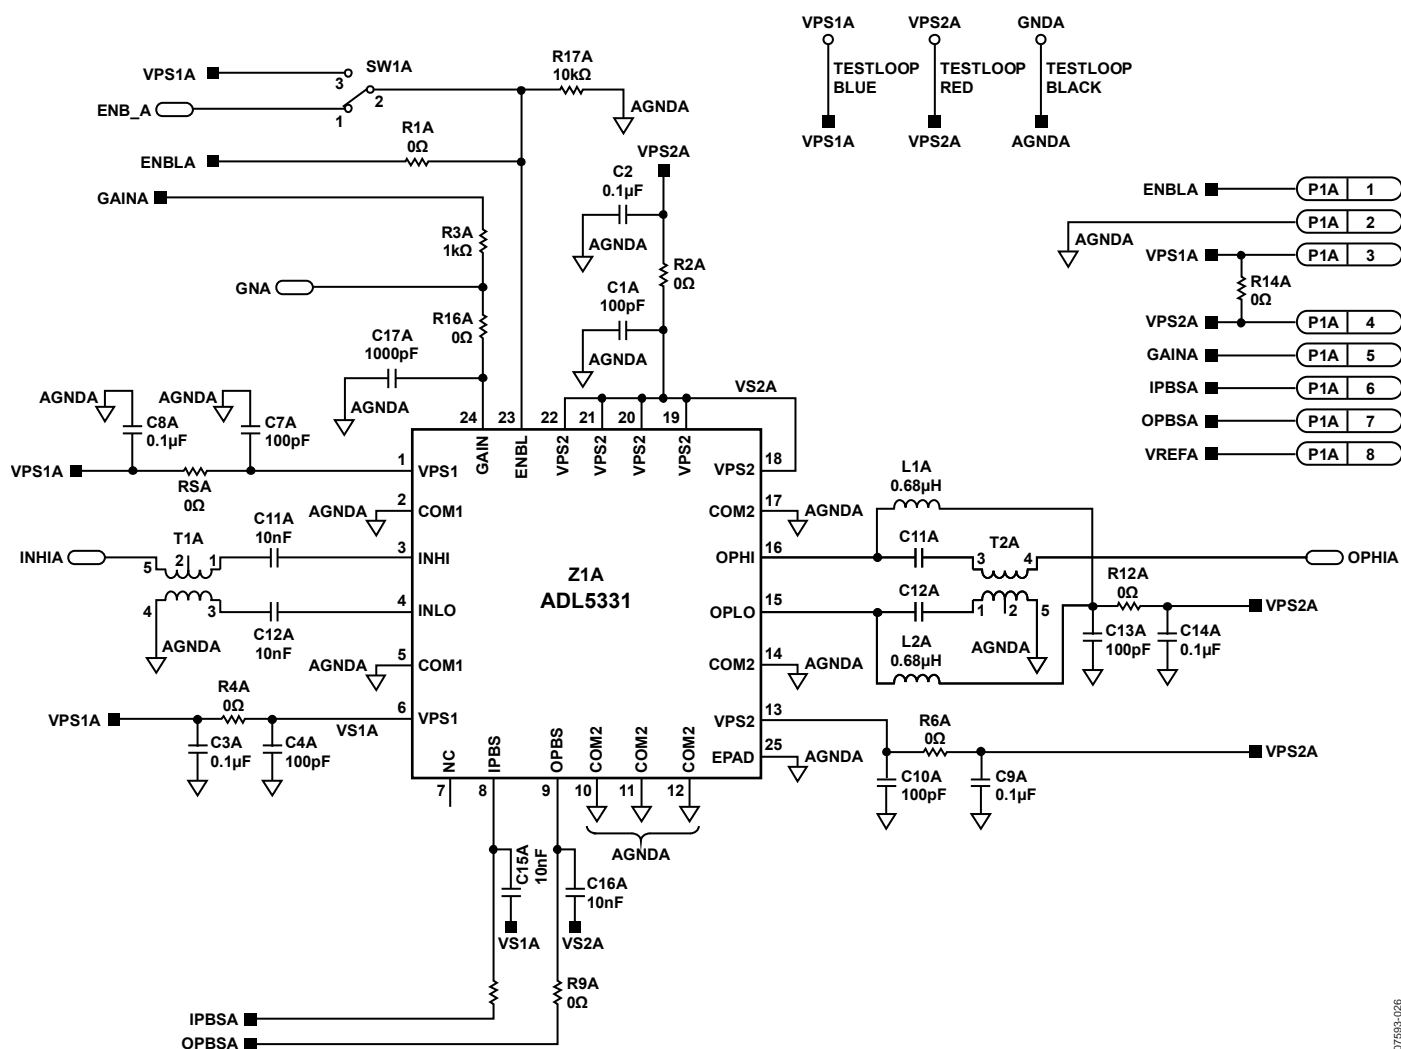 VPS1A
3
SW1A
2
ENB_A
1
R17A
10kΩ
AGNDA
R1A
0Ω
ENBLA
GAINA
R3A
1kΩ
GNA
R16A
0Ω
C17A
1000pF
AGNDA
VPS2A
C2
0.1µF
AGNDA
R2A
0Ω
C1A
100pF
AGNDA
VS2A
VPS1A
VPS2A
GNDA
TESTLOOP
BLUE
TESTLOOP
RED
TESTLOOP
BLACK
VPS1A
VPS2A
AGNDA
ENBLA
P1A 1
AGNDA
P1A 2
VPS1A
P1A 3
R14A
0Ω
VPS2A
P1A 4
GAINA
P1A 5
IPBSA
P1A 6
OPBSA
P1A 7
VREFA
P1A 8
AGNDA
AGNDA
C8A
0.1µF
C7A
100pF
VPS1A
RSA
0Ω
24 23 22 21 20 19
GAIN
ENBL
VPS2
VPS2
VPS2
VPS2
1
VPS1
2
COM1
AGNDA
3
INHI
4
INLO
5
COM1
AGNDA
6
VPS1
INHIA
T1A
5 2 1
4 3
AGNDA
C11A
10nF
C12A
10nF
VPS1A
R4A
0Ω
VS1A
C3A
0.1µF
C4A
100pF
Z1A
ADL5331
18
VPS2
17
COM2
AGNDA
16
OPHI
15
OPLO
14
COM2
AGNDA
13
VPS2
25
EPAD
AGNDA
L1A
0.68µH
C11A
T2A
3 4
OPHIA
C12A
1 2 5
AGNDA
L2A
0.68µH
R12A
0Ω
VPS2A
C13A
100pF
C14A
0.1µF
R6A
0Ω
VPS2A
C10A
100pF
C9A
0.1µF
NC
IPBS
OPBS
COM2
COM2
COM2
7 8 9 10 11 12
AGNDA
C15A
10nF
VS1A
C16A
10nF
VS2A
R9A
0Ω
IPBSA
OPBSA
07593-026